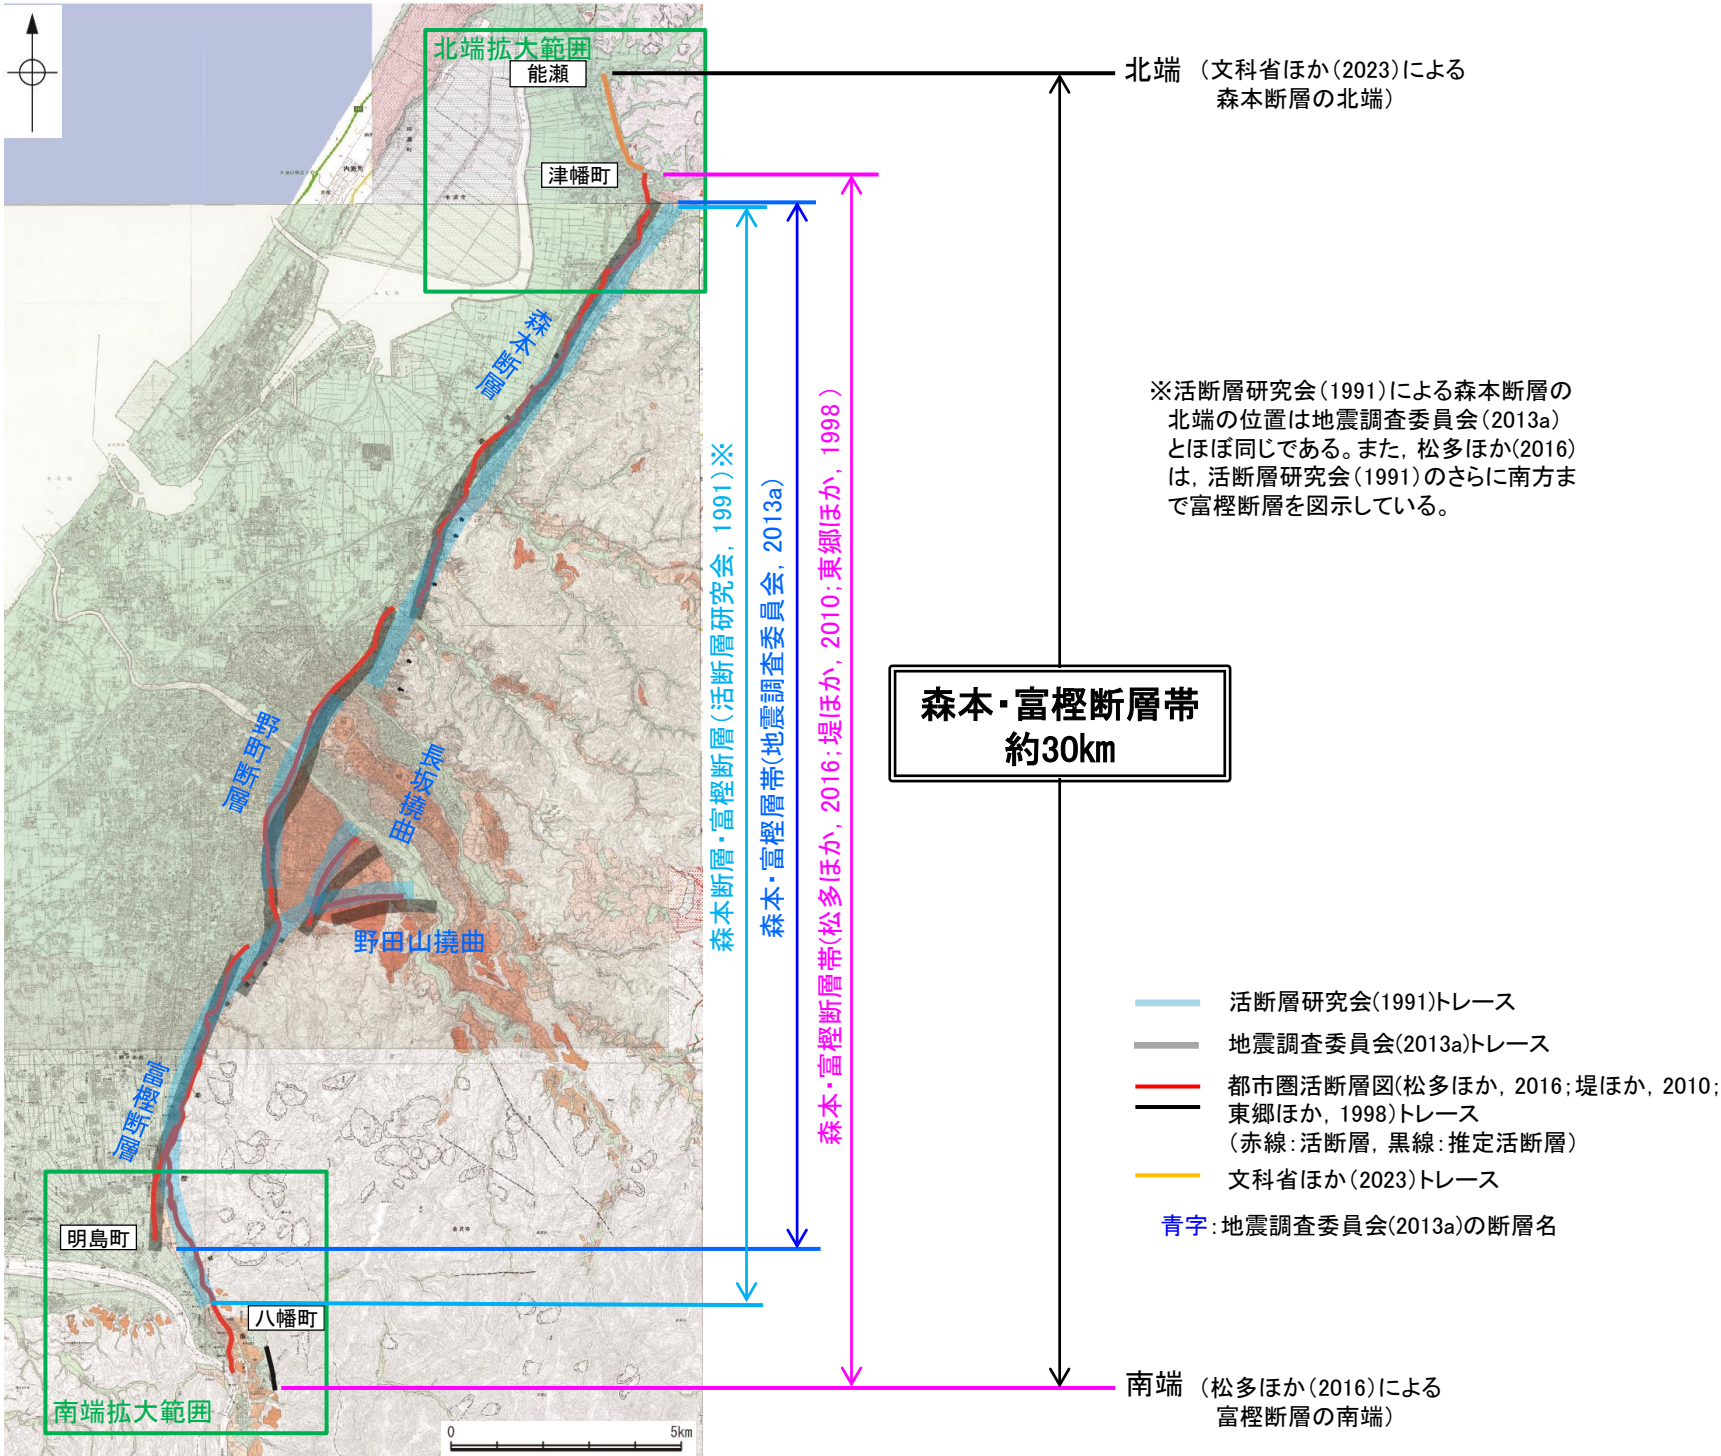 北端拡大範囲
能瀬
津幡町
北端 (文科省ほか(2023)による
森本断層の北端)
森本断層
※活断層研究会(1991)による森本断層の
北端の位置は地震調査委員会(2013a)
とほぼ同じである。また, 松多ほか(2016)
は, 活断層研究会(1991)のさらに南方ま
で富樫断層を図示している。
森本断層・富樫断層(活断層研究会, 1991)※
森本・富樫断層帯(地震調査委員会, 2013a)
森本・富樫断層帯(松多ほか, 2016;堤ほか, 2010;東郷ほか, 1998)
森本・富樫断層帯
約30km
野町断層
長坂撓曲
野田山撓曲
富樫断層
活断層研究会(1991)トレース
地震調査委員会(2013a)トレース
都市圏活断層図(松多ほか, 2016;堤ほか, 2010;
東郷ほか, 1998)トレース
(赤線:活断層, 黒線:推定活断層)
文科省ほか(2023)トレース
青字:地震調査委員会(2013a)の断層名
明島町
八幡町
南端拡大範囲
南端 (松多ほか(2016)による
富樫断層の南端)
0 5km